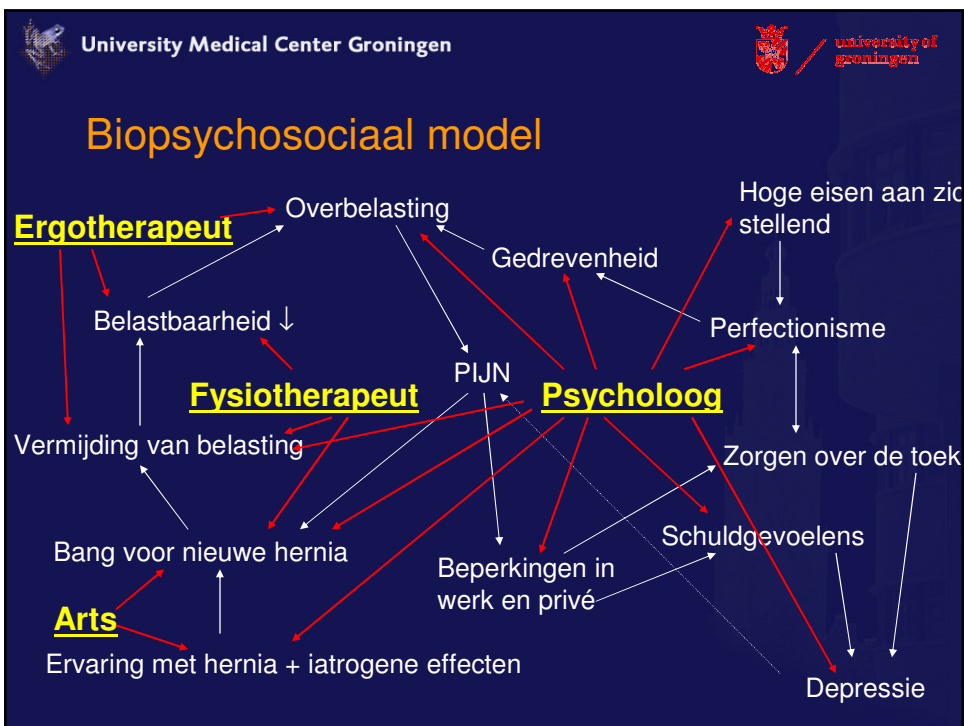 University Medical Center Groningen
university of
groningen
Biopsychosociaal model
Hoge eisen aan zic
stellend
Overbelasting
Ergotherapeut
Gedrevenheid
Belastbaarheid ↓
Perfectionisme
PIJN
Fysiotherapeut
Psycholoog
Vermijding van belasting
Zorgen over de toek
Schuldgevoelens
Bang voor nieuwe hernia
Beperkingen in
werk en privé
Arts
Ervaring met hernia + iatrogene effecten
Depressie